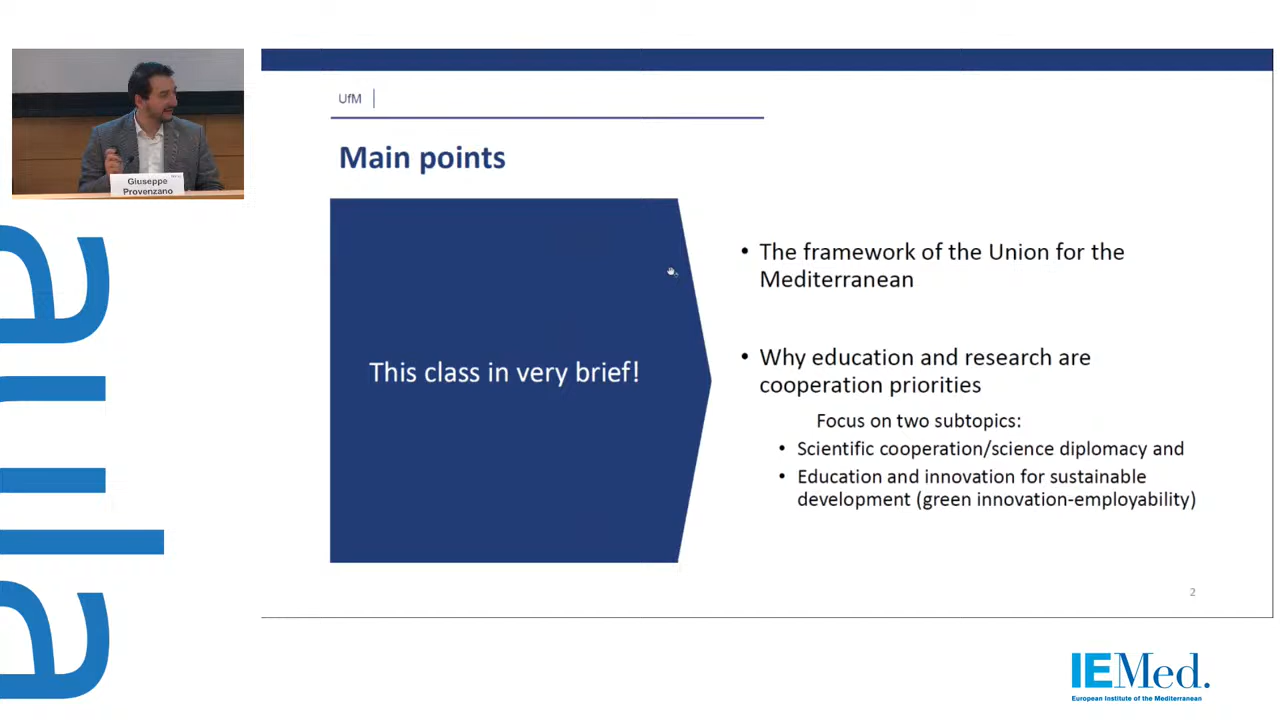 Giuseppe
Provenzano
aula
UfM
Main points
This class in very brief!
• The framework of the Union for the
Mediterranean
• Why education and research are
cooperation priorities
Focus on two subtopics:
• Scientific cooperation/science diplomacy and
• Education and innovation for sustainable
development (green innovation-employability)
2
IEMed.
European Institute of the Mediterranean